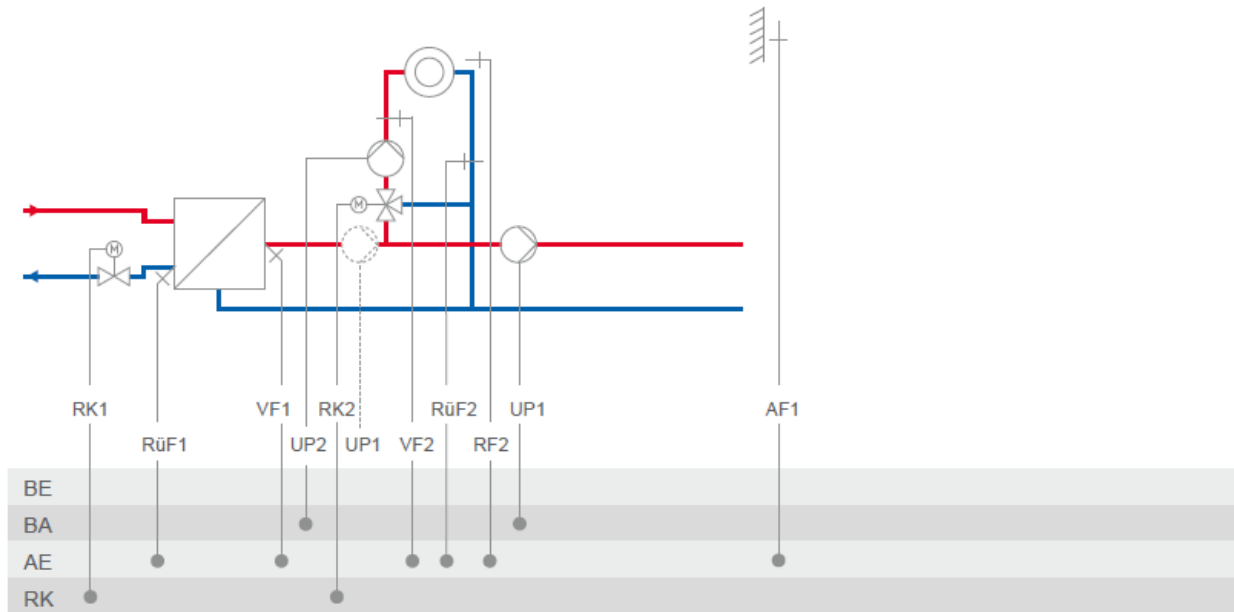 M
M
RK1 VF1 RK2 RüF2 UP1 AF1
RüF1 UP2 UP1 VF2 RF2
BE
BA
AE
RK